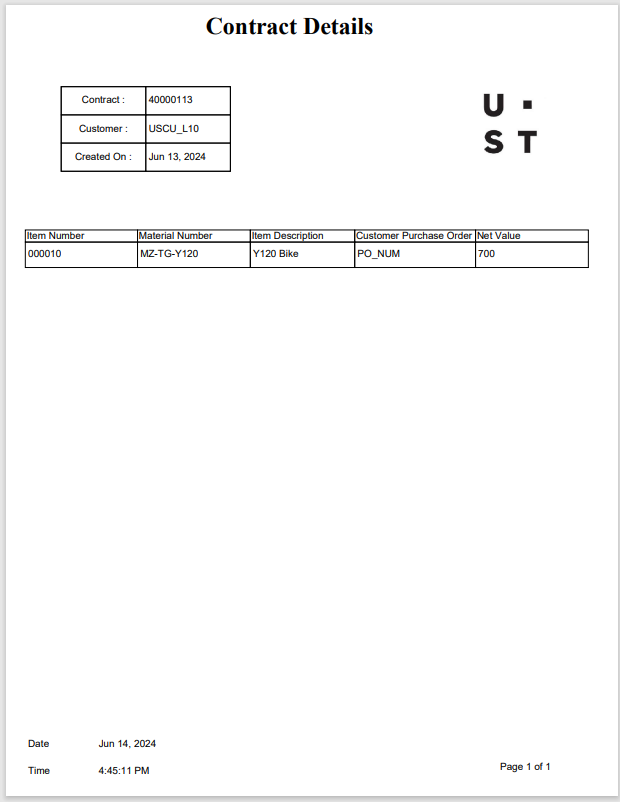 Contract Details
Contract : 40000113
Customer : USCU_L10
Created On : Jun 13, 2024
U ▪
S T
Item Number Material Number Item Description Customer Purchase Order Net Value
000010 MZ-TG-Y120 Y120 Bike PO_NUM 700
Date Jun 14, 2024
Time 4:45:11 PM
Page 1 of 1